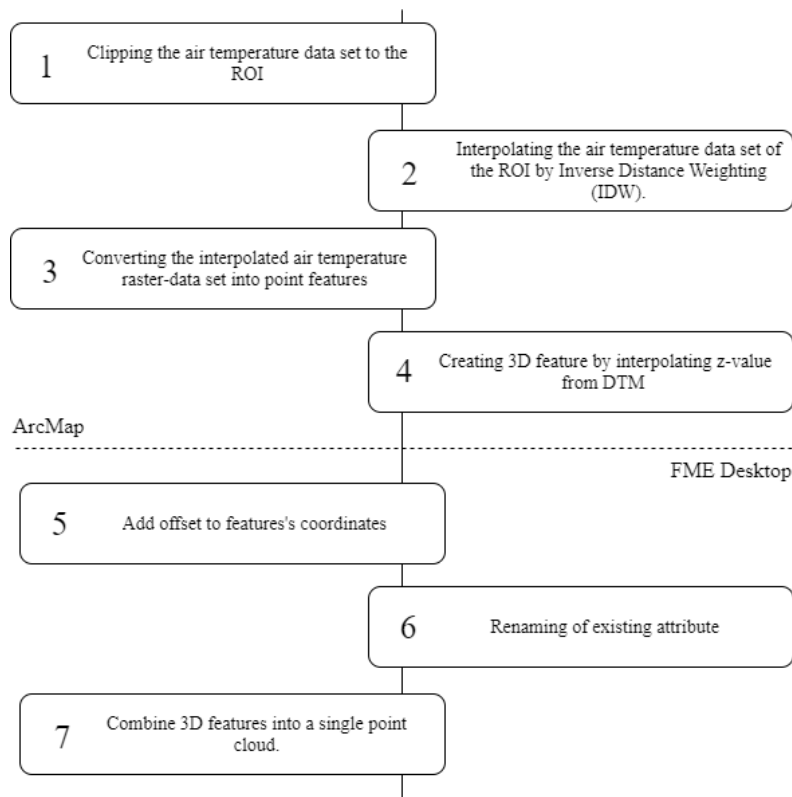 1
Clipping the air temperature data set to the
ROI
2
Interpolating the air temperature data set of
the ROI by Inverse Distance Weighting
(IDW).
3
Converting the interpolated air temperature
raster-data set into point features
4
Creating 3D feature by interpolating z-value
from DTM
ArcMap
FME Desktop
5
Add offset to features's coordinates
6
Renaming of existing attribute
7
Combine 3D features into a single point
cloud.